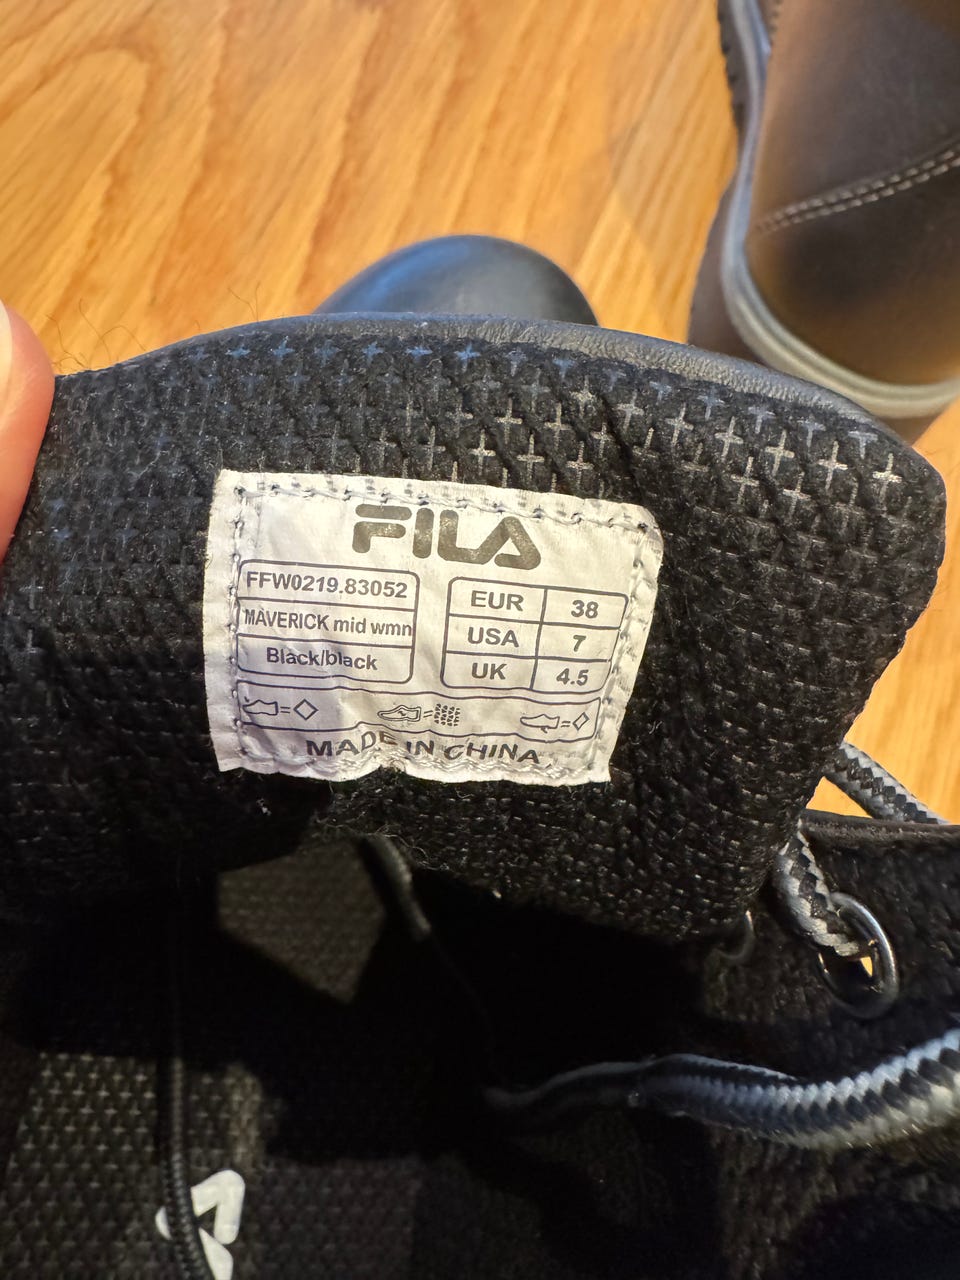 FILA
FFW0219.83052
MAVERICK mid wmn
Black/black
EUR 38
USA 7
UK 4.5
MADE IN CHINA